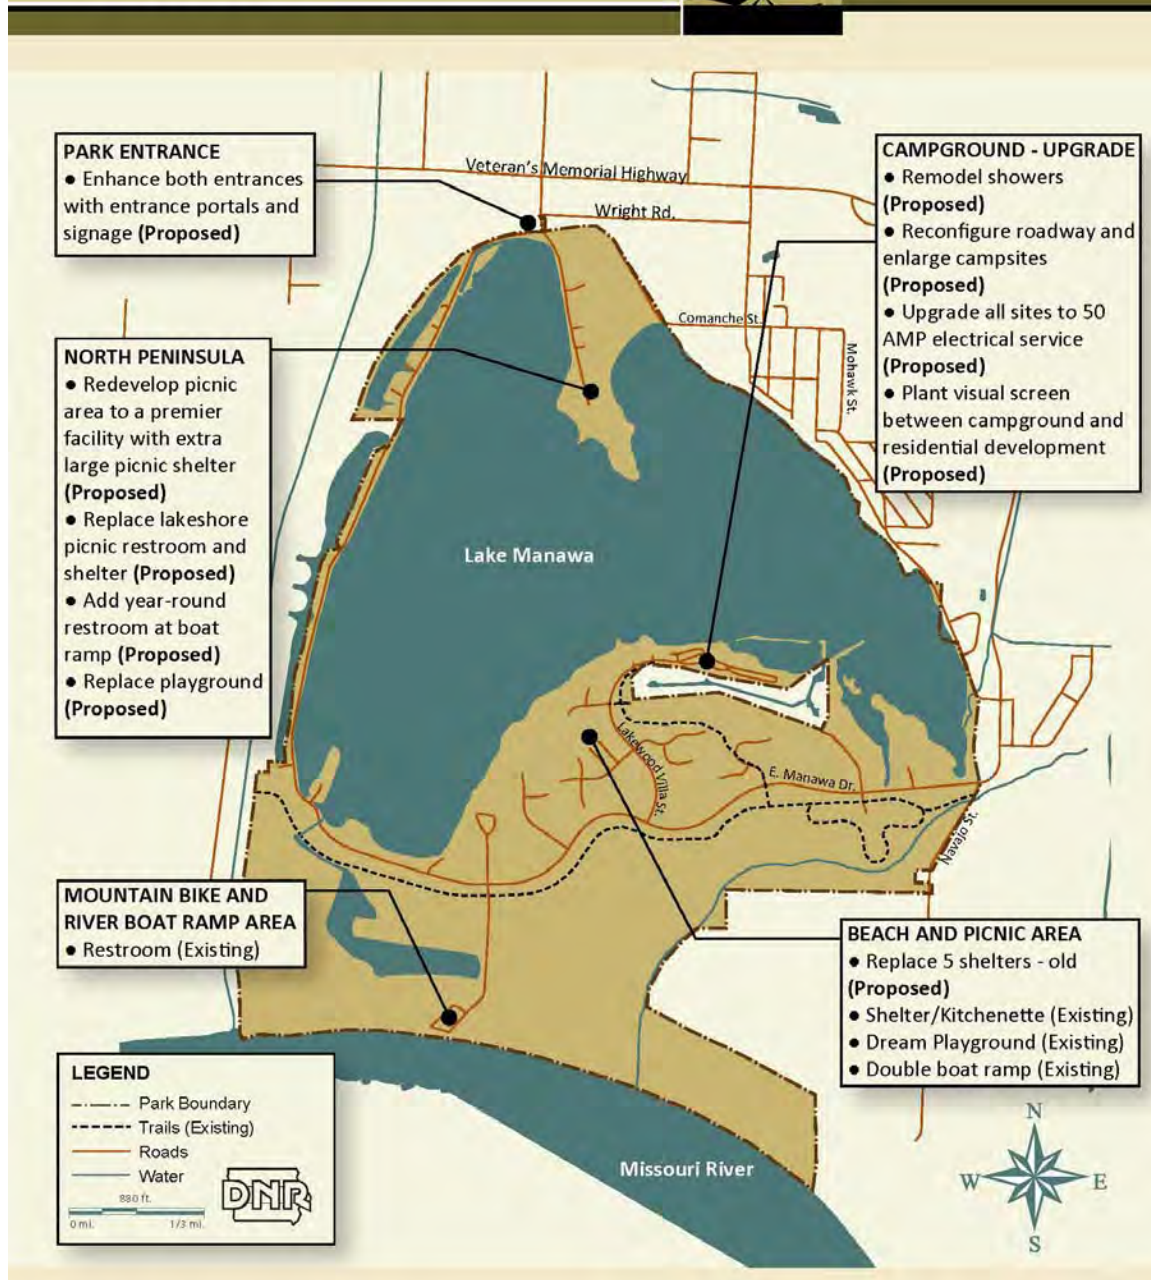 PARK ENTRANCE
● Enhance both entrances
with entrance portals and
signage (Proposed)
Veteran's Memorial Highway
Wright Rd.
CAMPGROUND - UPGRADE
● Remodel showers
(Proposed)
● Reconfigure roadway and
enlarge campsites
(Proposed)
● Upgrade all sites to 50
AMP electrical service
(Proposed)
● Plant visual screen
between campground and
residential development
(Proposed)
Comanche St.
Mohawk St.
NORTH PENINSULA
● Redevelop picnic
area to a premier
facility with extra
large picnic shelter
(Proposed)
● Replace lakeshore
picnic restroom and
shelter (Proposed)
● Add year-round
restroom at boat
ramp (Proposed)
● Replace playground
(Proposed)
Lake Manawa
Lakewood Villa St.
E. Manawa Dr.
Navajo St.
MOUNTAIN BIKE AND
RIVER BOAT RAMP AREA
● Restroom (Existing)
BEACH AND PICNIC AREA
● Replace 5 shelters - old
(Proposed)
● Shelter/Kitchenette (Existing)
● Dream Playground (Existing)
● Double boat ramp (Existing)
LEGEND
Park Boundary
Trails (Existing)
Roads
Water
880 ft.
0 mi. 1/3 mi.
DNR
Missouri River
N
W E
S